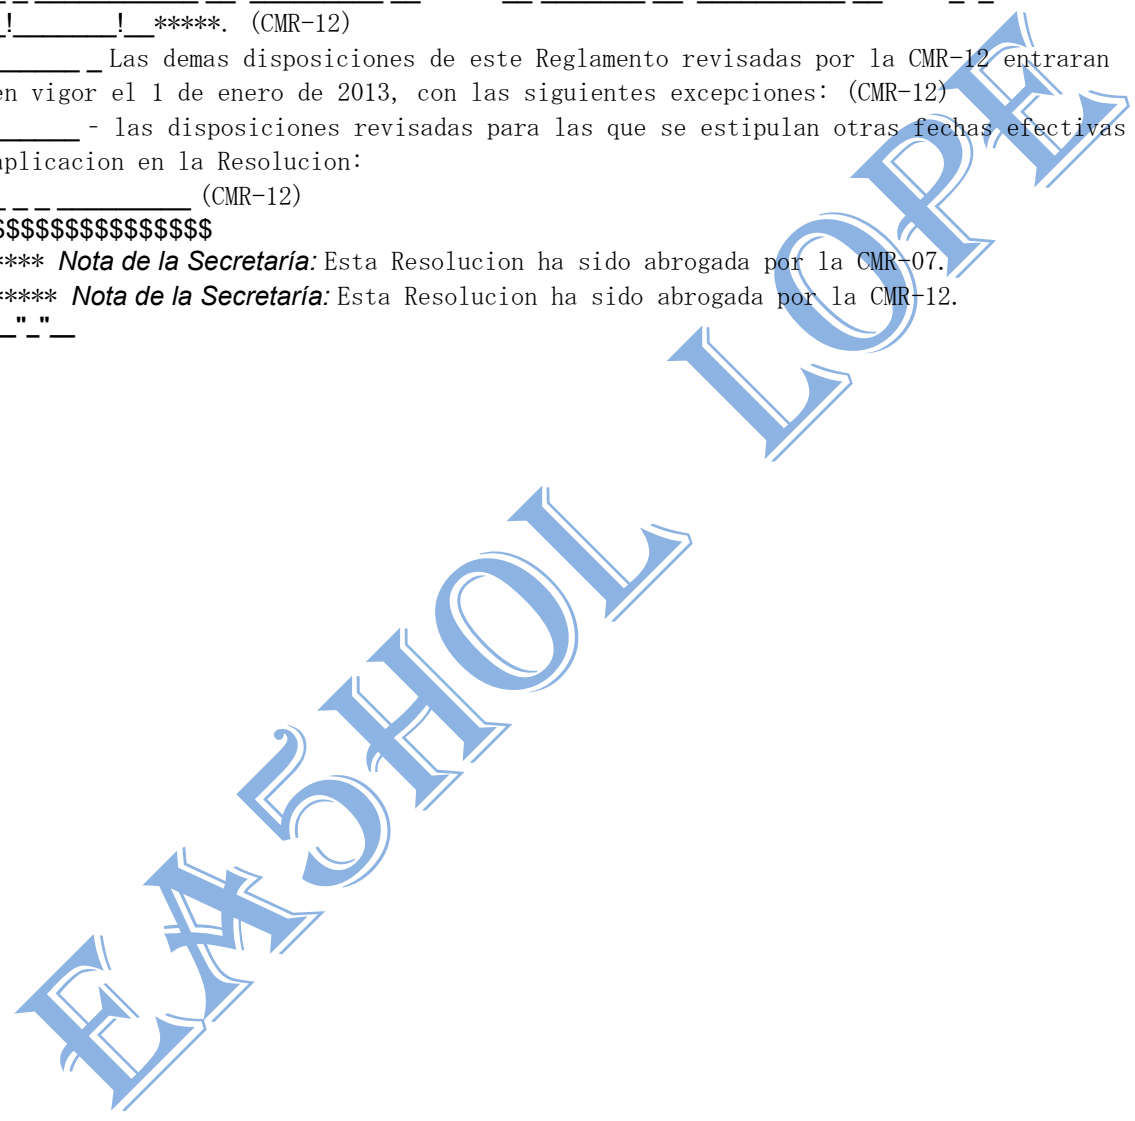 _!_______!__*****. (CMR-12)
Las demas disposiciones de este Reglamento revisadas por la CMR-12 entraran
en vigor el 1 de enero de 2013, con las siguientes excepciones: (CMR-12)
– las disposiciones revisadas para las que se estipulan otras fechas efectivas
aplicacion en la Resolucion:
_ _ _ _________ (CMR-12)
$$$$$$$$$$$$$$$
**** Nota de la Secretaría: Esta Resolucion ha sido abrogada por la CMR-07.
***** Nota de la Secretaría: Esta Resolucion ha sido abrogada por la CMR-12.
__"_"__
EA5HOL LOPE